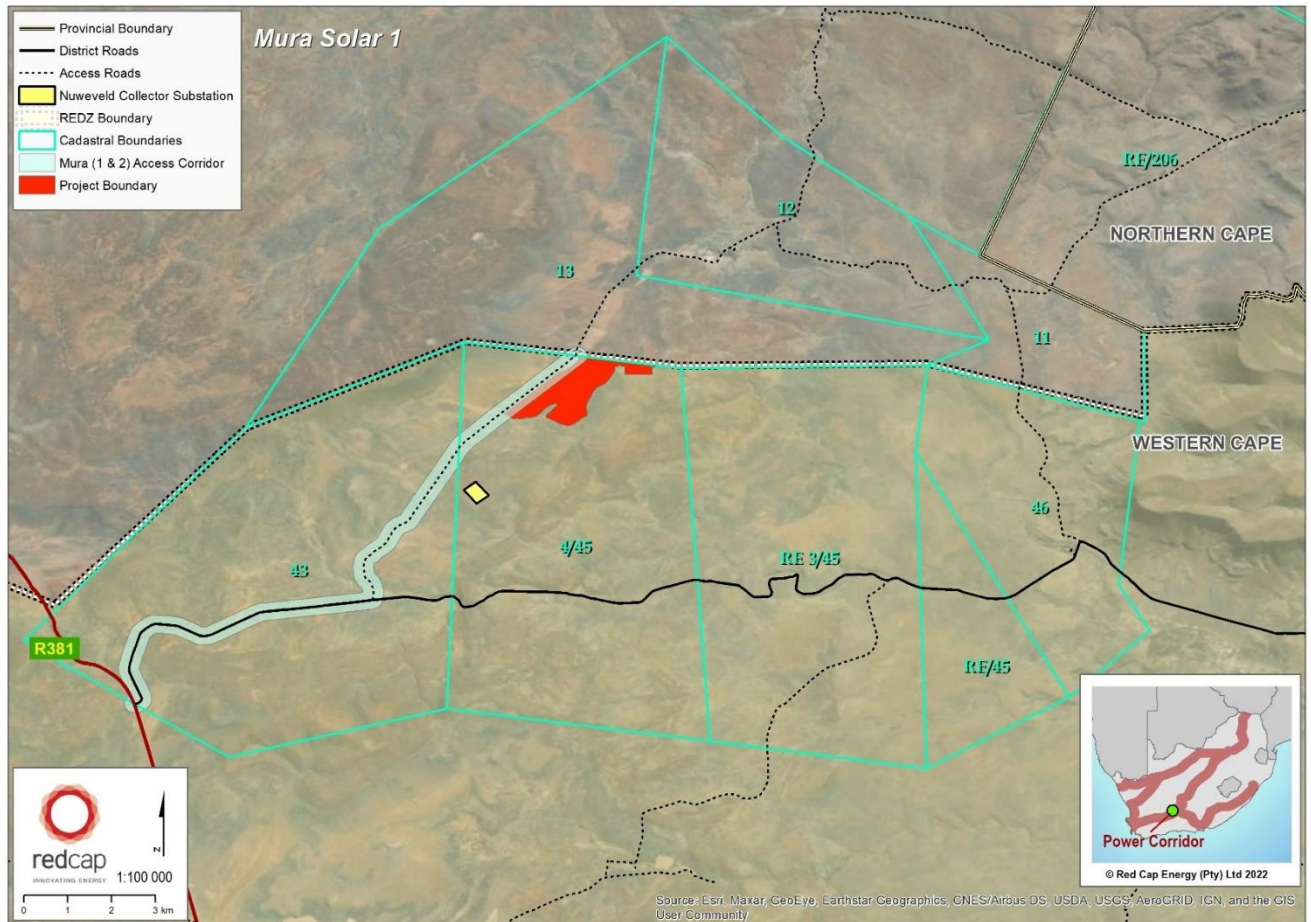 Mura Solar 1
Provincial Boundary
District Roads
Access Roads
Nuweveld Collector Substation
REDZ Boundary
Cadastral Boundaries
Mura (1 & 2) Access Corridor
Project Boundary
RE/206
12
NORTHERN CAPE
13
11
WESTERN CAPE
46
4/45
RE 3/45
43
R381
RE/45
redcap
INNOVATING ENERGY
N
1:100 000
0 1 2 3 km
Power Corridor
© Red Cap Energy (Pty) Ltd 2022
Source: Esri, Maxar, GeoEye, Earthstar Geographics, CNES/Airbus DS, USDA, USGS, AeroGRID, IGN, and the GIS
User Community